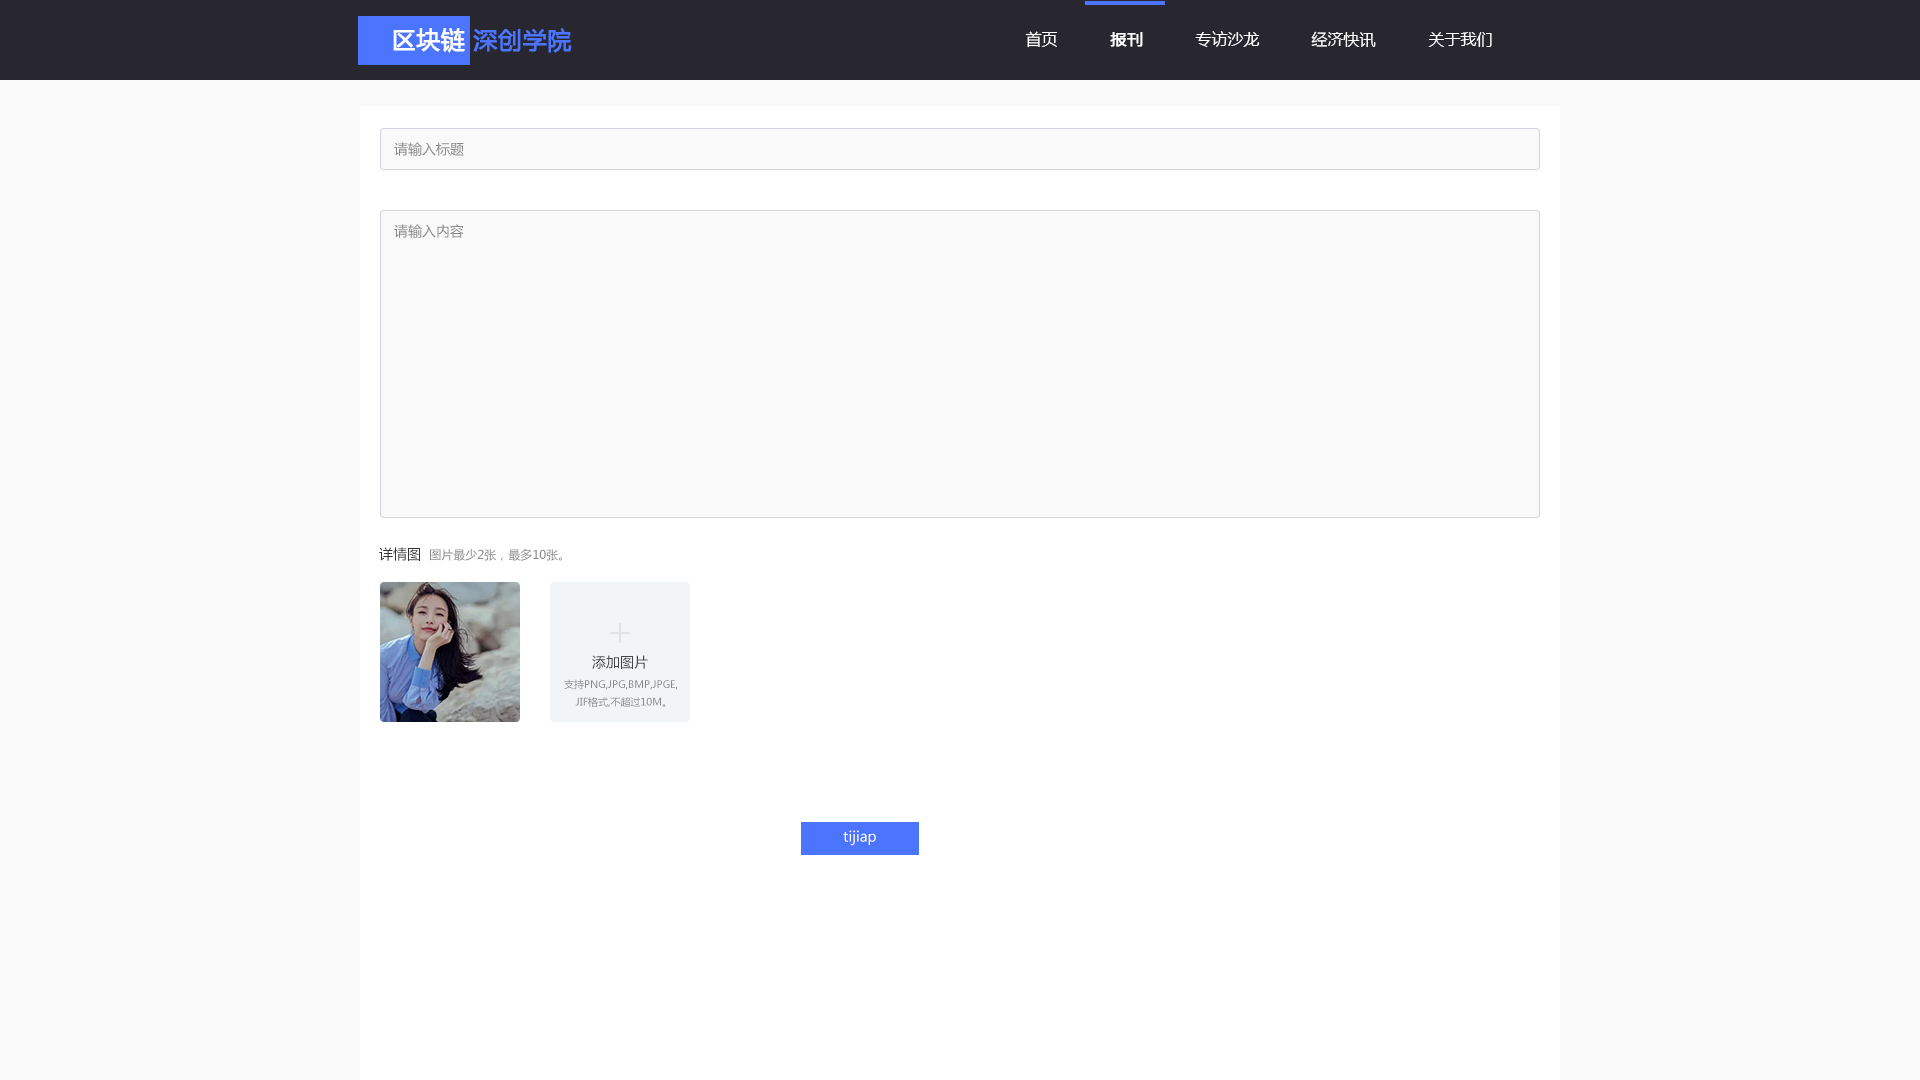 区块链 深创学院
首页 报刊 专访沙龙 经济快讯 关于我们
请输入标题
请输入内容
详情图 图片最少2张，最多10张。
添加图片
支持PNG,JPG,BMP,JPGE,
JIF格式,不超过10M。
tijiap